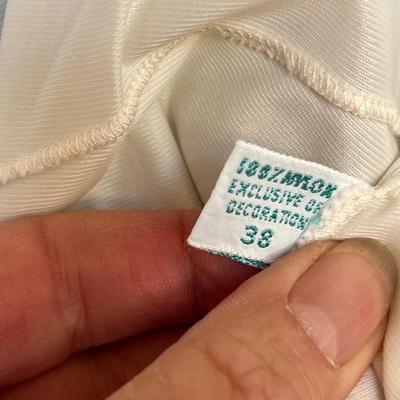 100% NYLON
EXCLUSIVE OF
DECORATION
38